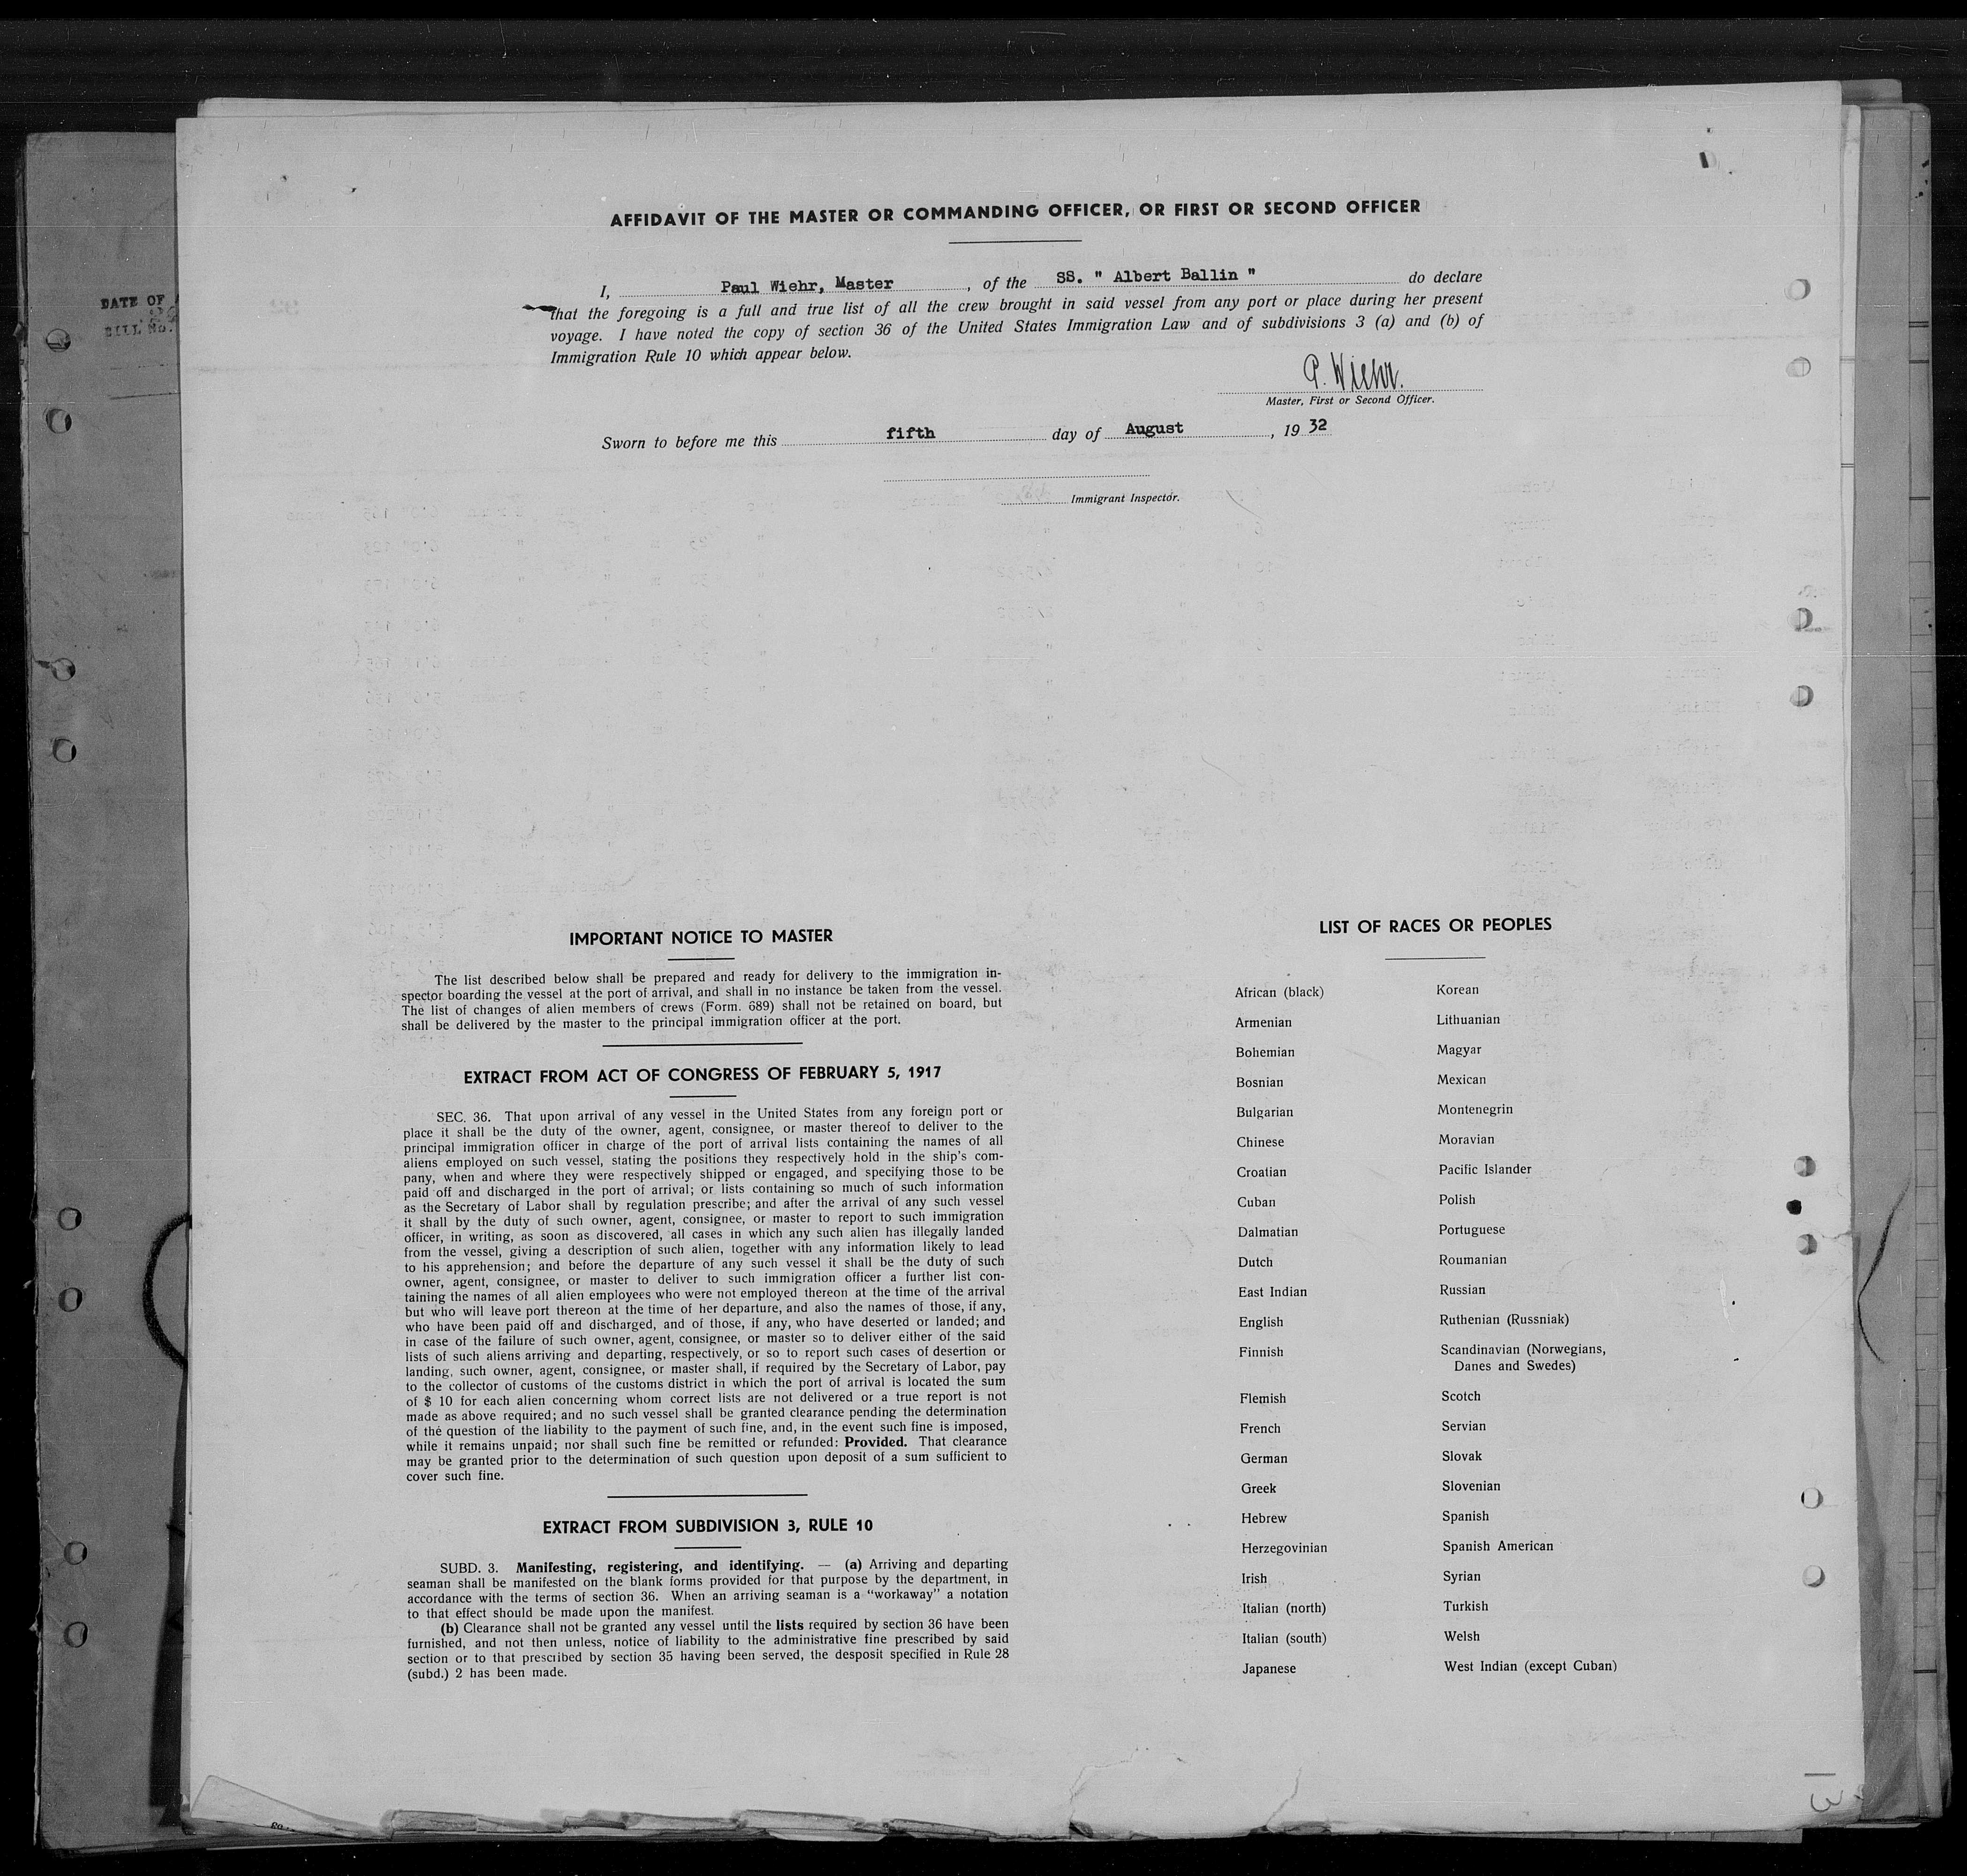 AFFIDAVIT OF THE MASTER OR COMMANDING OFFICER, OR FIRST OR SECOND OFFICER
I, Paul Wiehr, Master, of the SS. " Albert Ballin " do declare
that the foregoing is a full and true list of all the crew brought in said vessel from any port or place during her present
voyage. I have noted the copy of section 36 of the United States Immigration Law and of subdivisions 3 (a) and (b) of
Immigration Rule 10 which appear below.
P. Wiehr.
Master, First or Second Officer.
Sworn to before me this fifth day of August, 19 32
Immigrant Inspector.
DATE OF
BILL NO.
IMPORTANT NOTICE TO MASTER
The list described below shall be prepared and ready for delivery to the immigration in-
spector boarding the vessel at the port of arrival, and shall in no instance be taken from the vessel.
The list of changes of alien members of crews (Form. 689) shall not be retained on board, but
shall be delivered by the master to the principal immigration officer at the port.
EXTRACT FROM ACT OF CONGRESS OF FEBRUARY 5, 1917
SEC. 36. That upon arrival of any vessel in the United States from any foreign port or
place it shall be the duty of the owner, agent, consignee, or master thereof to deliver to the
principal immigration officer in charge of the port of arrival lists containing the names of all
aliens employed on such vessel, stating the positions they respectively hold in the ship's com-
pany, when and where they were respectively shipped or engaged, and specifying those to be
paid off and discharged in the port of arrival; or lists containing so much of such information
as the Secretary of Labor shall by regulation prescribe; and after the arrival of any such vessel
it shall by the duty of such owner, agent, consignee, or master to report to such immigration
officer, in writing, as soon as discovered, all cases in which any such alien has illegally landed
from the vessel, giving a description of such alien, together with any information likely to lead
to his apprehension; and before the departure of any such vessel it shall be the duty of such
owner, agent, consignee, or master to deliver to such immigration officer a further list con-
taining the names of all alien employees who were not employed thereon at the time of the arrival
but who will leave port thereon at the time of her departure, and also the names of those, if any,
who have been paid off and discharged, and of those, if any, who have deserted or landed; and
in case of the failure of such owner, agent, consignee, or master so to deliver either of the said
lists of such aliens arriving and departing, respectively, or so to report such cases of desertion or
landing, such owner, agent, consignee, or master shall, if required by the Secretary of Labor, pay
to the collector of customs of the customs district in which the port of arrival is located the sum
of $ 10 for each alien concerning whom correct lists are not delivered or a true report is not
made as above required; and no such vessel shall be granted clearance pending the determination
of the question of the liability to the payment of such fine, and, in the event such fine is imposed,
while it remains unpaid; nor shall such fine be remitted or refunded: Provided. That clearance
may be granted prior to the determination of such question upon deposit of a sum sufficient to
cover such fine.
EXTRACT FROM SUBDIVISION 3, RULE 10
SUBD. 3. Manifesting, registering, and identifying. — (a) Arriving and departing
seaman shall be manifested on the blank forms provided for that purpose by the department, in
accordance with the terms of section 36. When an arriving seaman is a "workaway" a notation
to that effect should be made upon the manifest.
(b) Clearance shall not be granted any vessel until the lists required by section 36 have been
furnished, and not then unless, notice of liability to the administrative fine prescribed by said
section or to that prescribed by section 35 having been served, the desposit specified in Rule 28
(subd.) 2 has been made.
LIST OF RACES OR PEOPLES
African (black)
Armenian
Bohemian
Bosnian
Bulgarian
Chinese
Croatian
Cuban
Dalmatian
Dutch
East Indian
English
Finnish
Flemish
French
German
Greek
Hebrew
Herzegovinian
Irish
Italian (north)
Italian (south)
Japanese
Korean
Lithuanian
Magyar
Mexican
Montenegrin
Moravian
Pacific Islander
Polish
Portuguese
Roumanian
Russian
Ruthenian (Russniak)
Scandinavian (Norwegians,
Danes and Swedes)
Scotch
Servian
Slovak
Slovenian
Spanish
Spanish American
Syrian
Turkish
Welsh
West Indian (except Cuban)